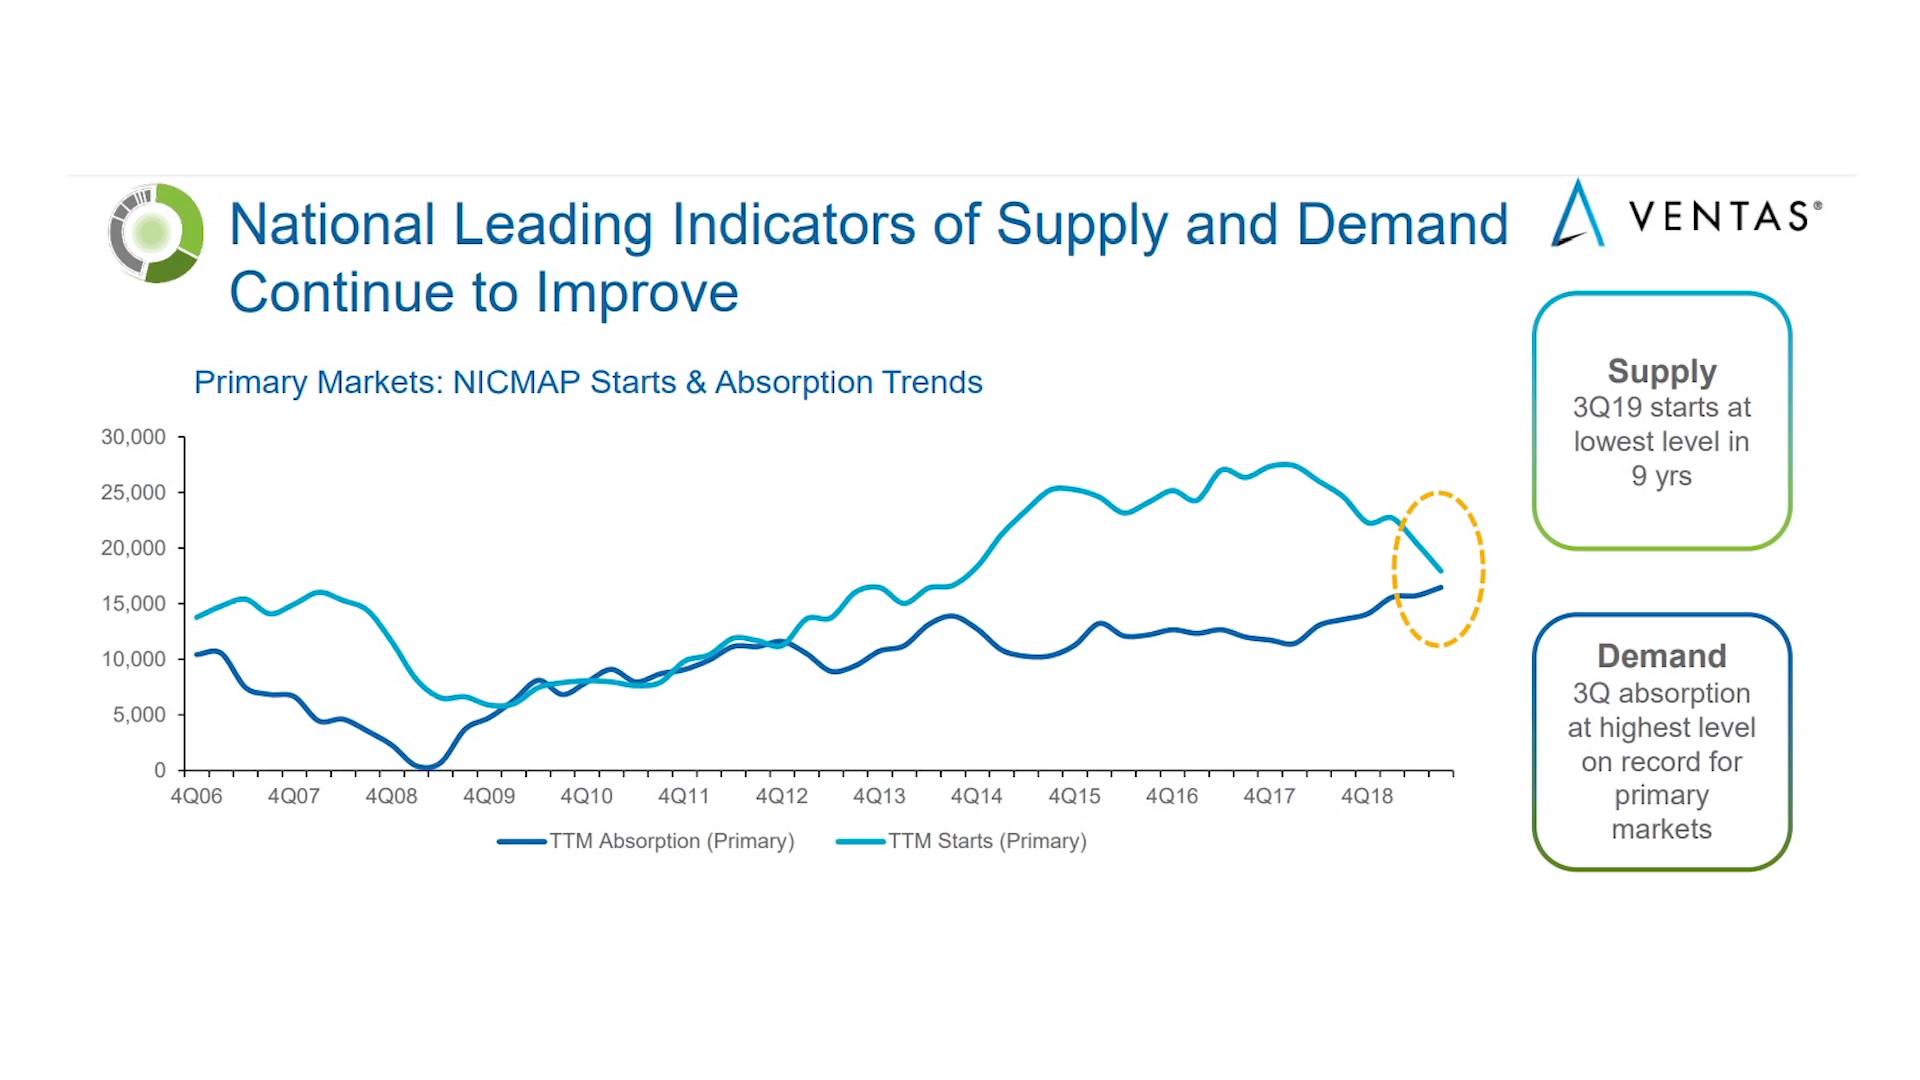 National Leading Indicators of Supply and Demand
Continue to Improve
VENTAS®
Primary Markets: NICMAP Starts & Absorption Trends
30,000
25,000
20,000
15,000
10,000
5,000
0
4Q06 4Q07 4Q08 4Q09 4Q10 4Q11 4Q12 4Q13 4Q14 4Q15 4Q16 4Q17 4Q18
TTM Absorption (Primary) TTM Starts (Primary)
Supply
3Q19 starts at
lowest level in
9 yrs
Demand
3Q absorption
at highest level
on record for
primary
markets